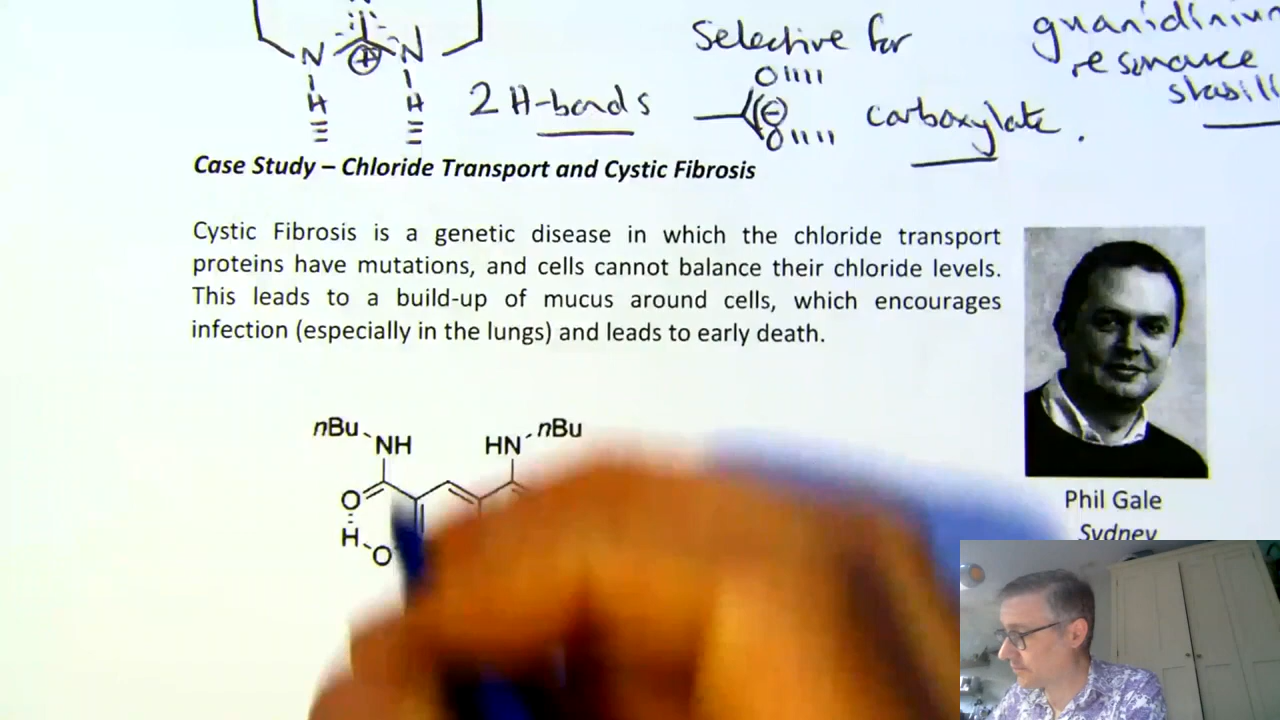 Selective for
guanidinium
resonance
N ⊕ N
H H
2 H-bonds
O
⊖
O
carboxylate.
Case Study – Chloride Transport and Cystic Fibrosis
Cystic Fibrosis is a genetic disease in which the chloride transport
proteins have mutations, and cells cannot balance their chloride levels.
This leads to a build-up of mucus around cells, which encourages
infection (especially in the lungs) and leads to early death.
nBu nBu
NH HN
O
H
O
Phil Gale
Sydney